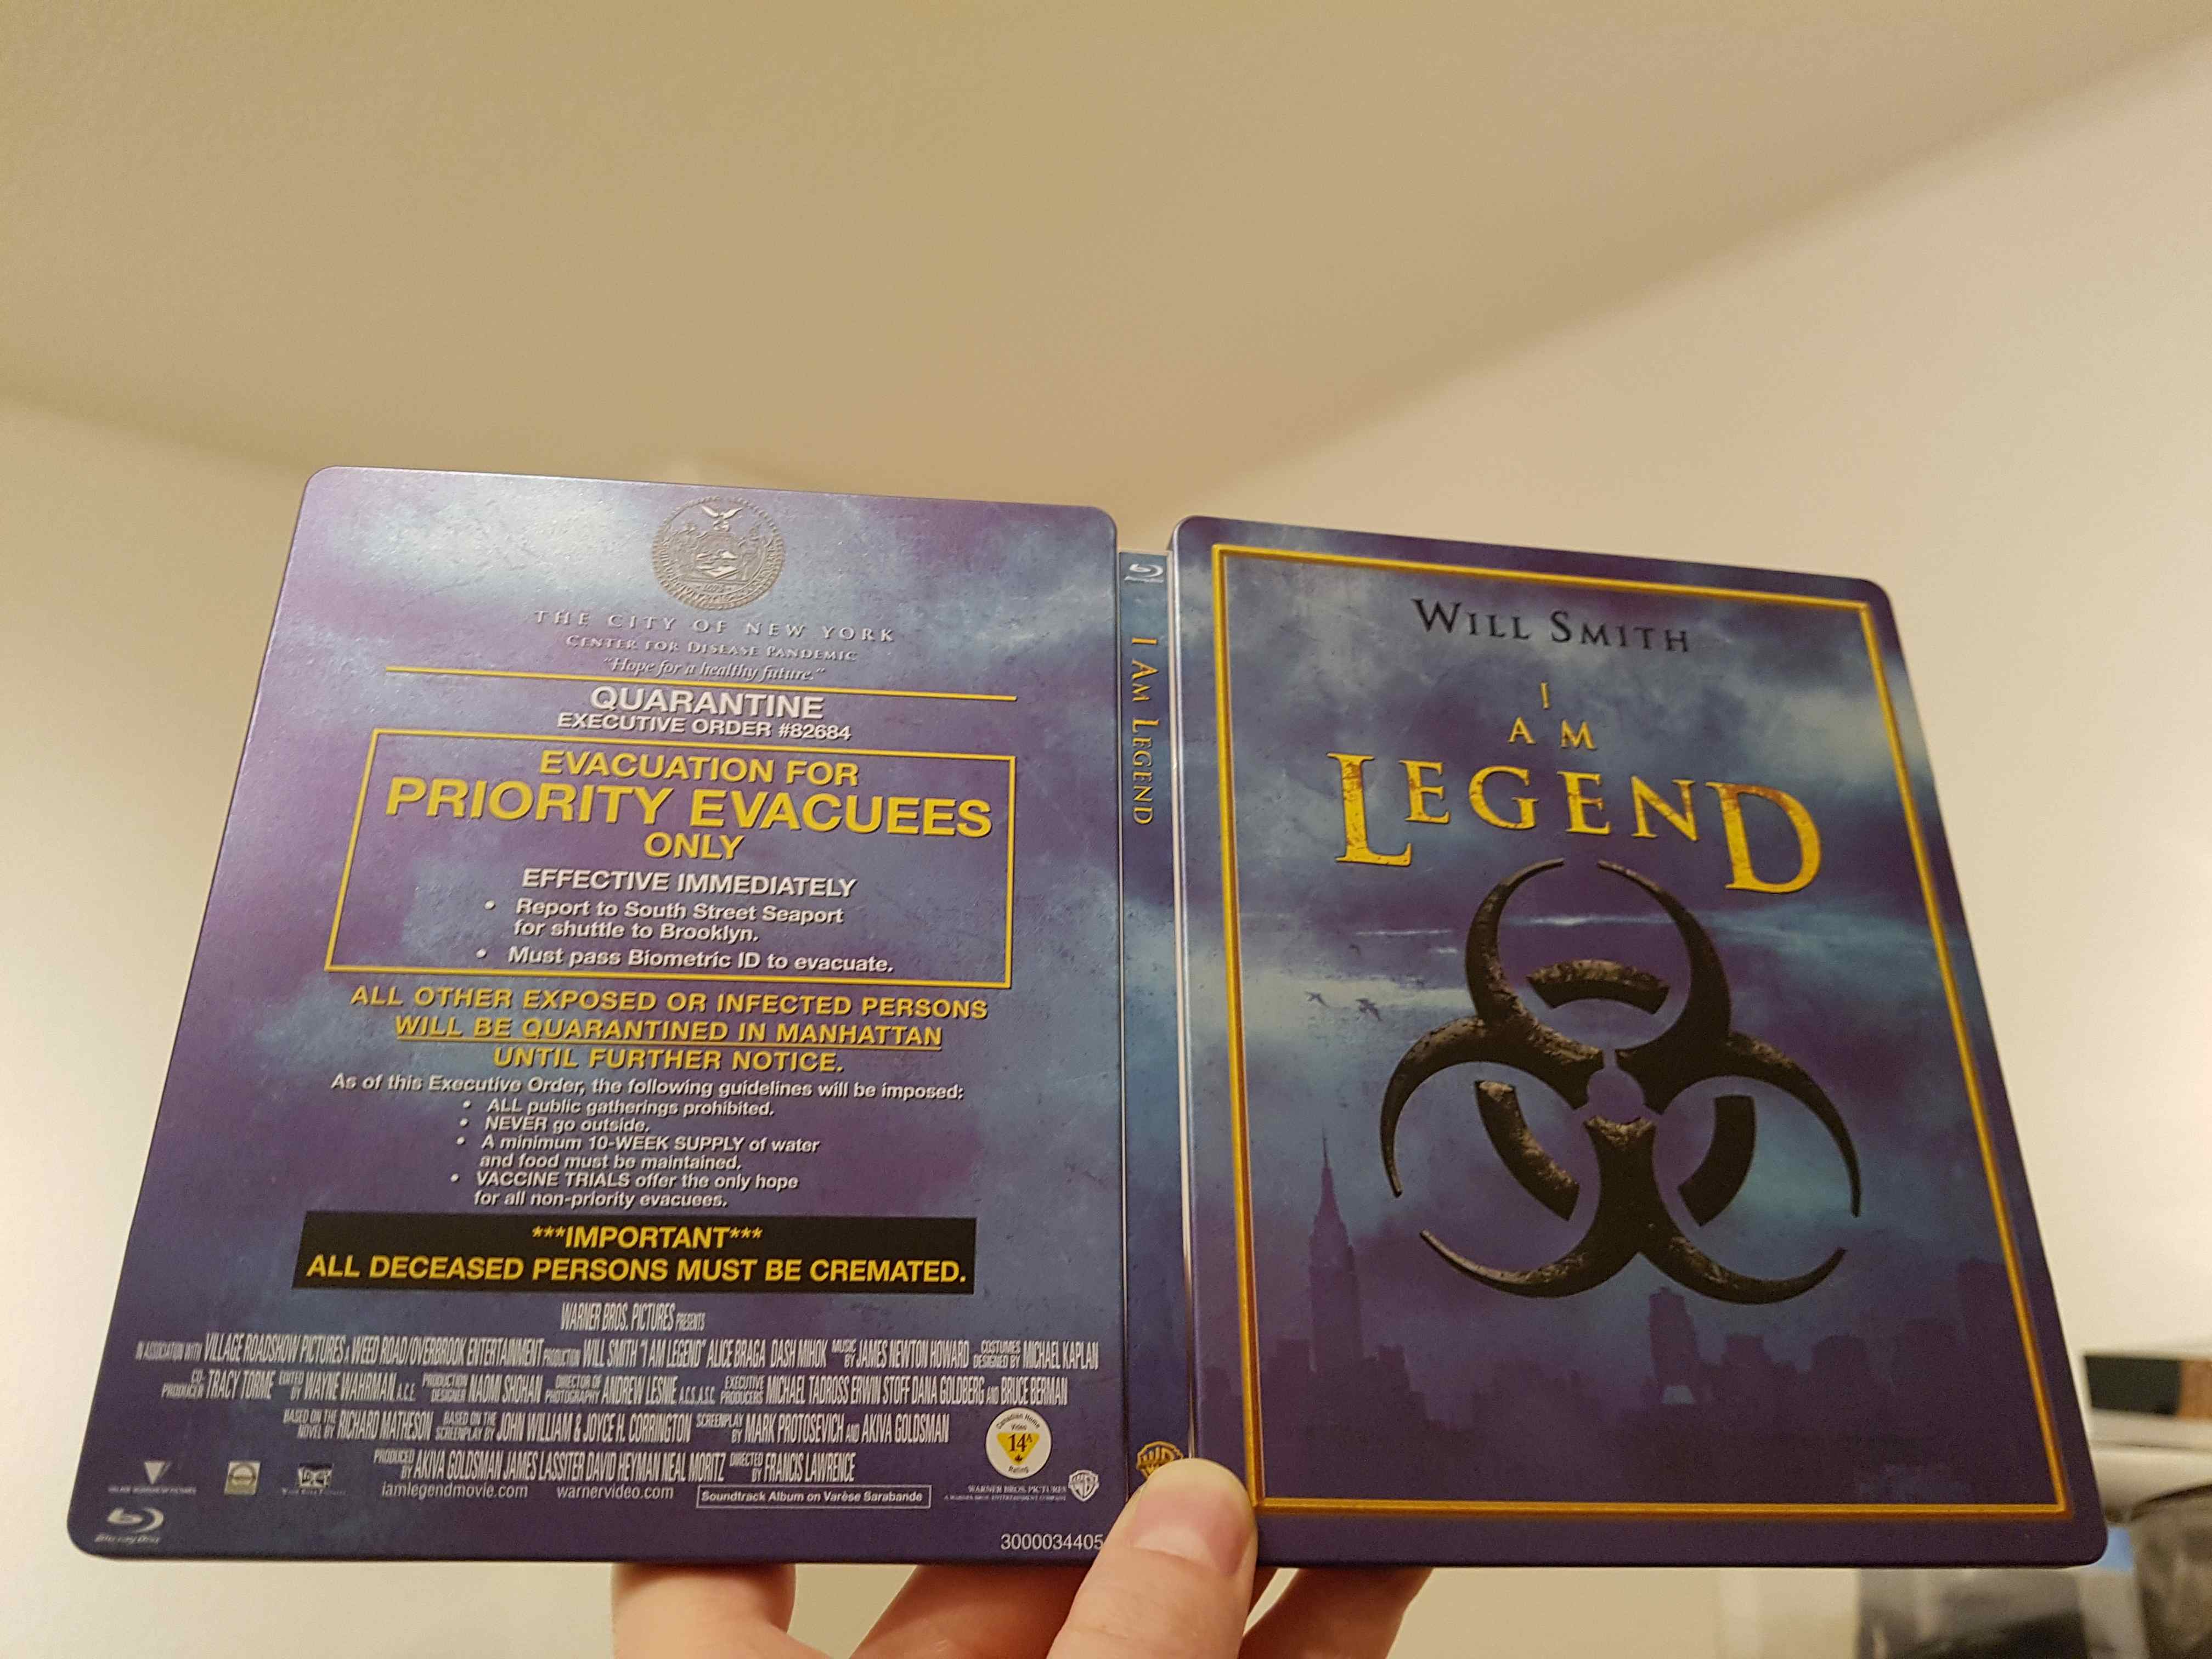 THE CITY OF NEW YORK
CENTER FOR DISEASE PANDEMIC
"Hope for a healthy future."
QUARANTINE
EXECUTIVE ORDER #82684
EVACUATION FOR
PRIORITY EVACUEES
ONLY
EFFECTIVE IMMEDIATELY
• Report to South Street Seaport
for shuttle to Brooklyn.
• Must pass Biometric ID to evacuate.
ALL OTHER EXPOSED OR INFECTED PERSONS
WILL BE QUARANTINED IN MANHATTAN
UNTIL FURTHER NOTICE.
As of this Executive Order, the following guidelines will be imposed:
• ALL public gatherings prohibited.
• NEVER go outside.
• A minimum 10-WEEK SUPPLY of water
and food must be maintained.
• VACCINE TRIALS offer the only hope
for all non-priority evacuees.
***IMPORTANT***
ALL DECEASED PERSONS MUST BE CREMATED.
WARNER BROS. PICTURES PRESENTS
IN ASSOCIATION WITH VILLAGE ROADSHOW PICTURES A WEED ROAD/OVERBROOK ENTERTAINMENT PRODUCTION WILL SMITH "I AM LEGEND" ALICE BRAGA DASH MIHOK MUSIC BY JAMES NEWTON HOWARD COSTUMES DESIGNED BY MICHAEL KAPLAN
CO-PRODUCER TRACY TORME EDITED BY WAYNE WAHRMAN A.C.E. PRODUCTION DESIGNER NAOMI SHOHAN DIRECTOR OF PHOTOGRAPHY ANDREW LESNIE A.C.S. A.S.C. EXECUTIVE PRODUCERS MICHAEL TADROSS ERWIN STOFF DANA GOLDBERG AND BRUCE BERMAN
BASED ON THE NOVEL BY RICHARD MATHESON BASED ON THE SCREENPLAY BY JOHN WILLIAM & JOYCE H. CORRINGTON SCREENPLAY BY MARK PROTOSEVICH AND AKIVA GOLDSMAN
PRODUCED BY AKIVA GOLDSMAN JAMES LASSITER DAVID HEYMAN NEAL MORITZ DIRECTED BY FRANCIS LAWRENCE
iamlegendmovie.com warnervideo.com Soundtrack Album on Varèse Sarabande
Canadian Home
Video
14A
Rating
WARNER BROS. PICTURES
Blu-ray Disc
3000034405
I AM LEGEND
WILL SMITH
I
AM
LEGEND